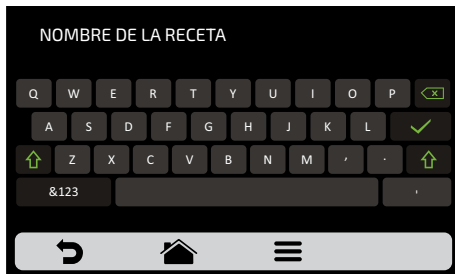 NOMBRE DE LA RECETA
Q W E R T Y U I O P
A S D F G H J K L
Z X C V B N M , .
&123 '